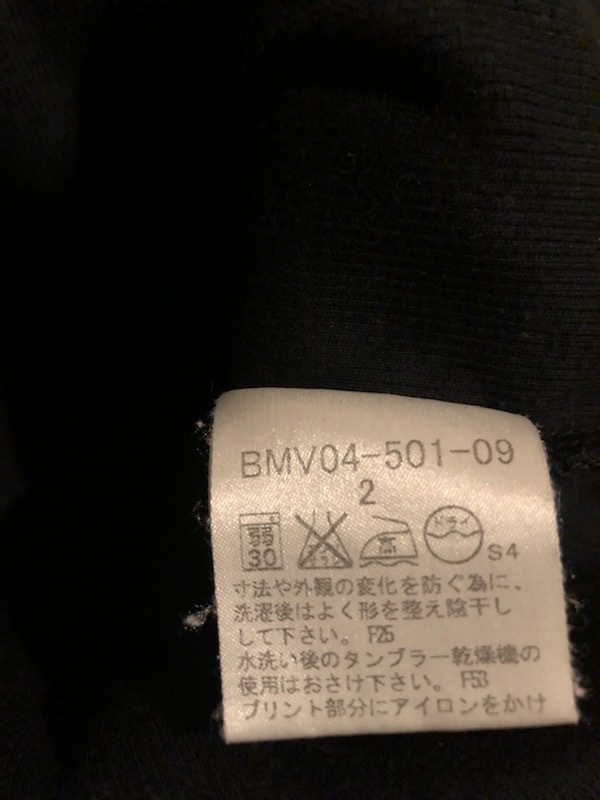 BMV04-501-09
2
弱 30 高 ドライ S4
寸法や外観の変化を防ぐ為に、
洗濯後はよく形を整え陰干し
して下さい。 F25
水洗い後のタンブラー乾燥機の
使用はおさけ下さい。 F53
プリント部分にアイロンをかけ